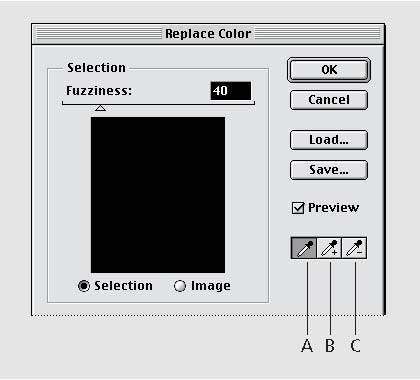 Replace Color
Selection
Fuzziness: 40
OK
Cancel
Load...
Save...
Preview
Selection Image
A B C